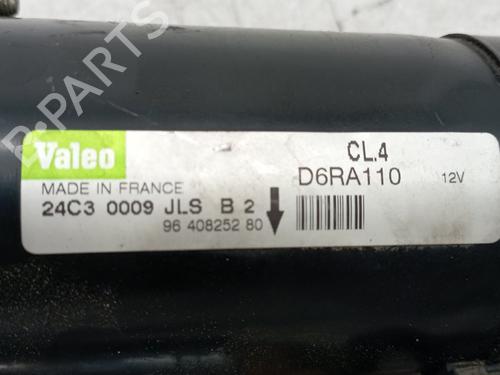 B-PARTS
Valeo
CL.4
MADE IN FRANCE
D6RA110 12V
24C3 0009 JLS B 2
96 408252 80